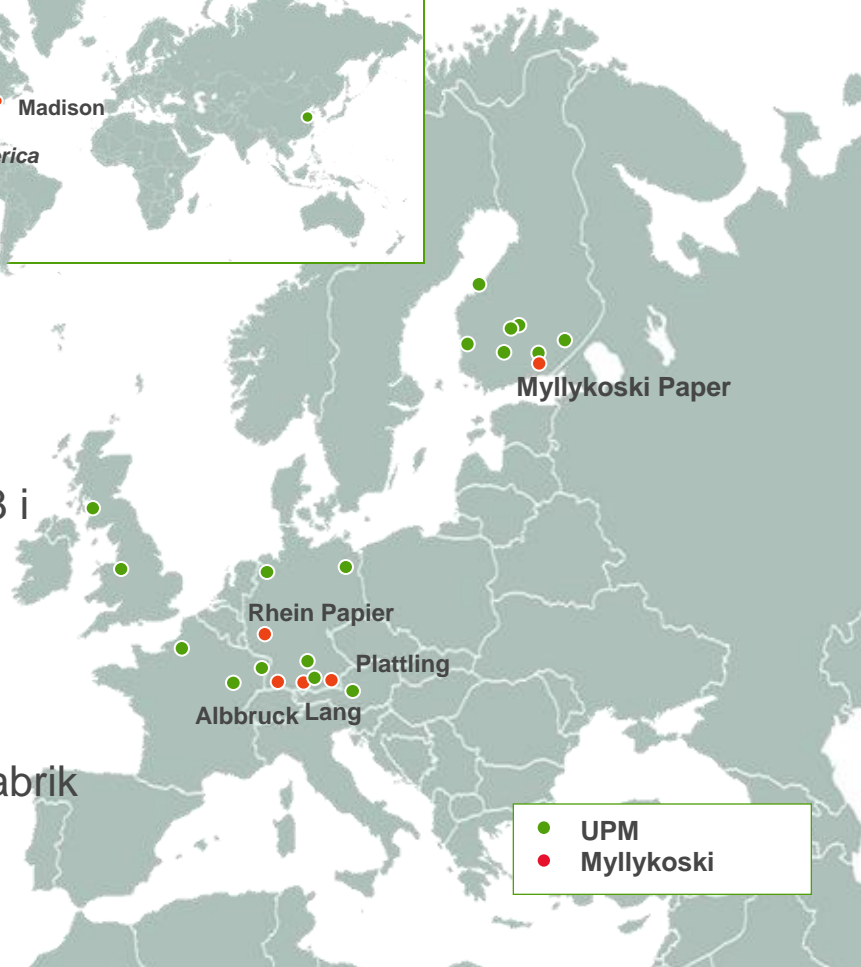 Madison
erica
Myllykoski Paper
3 i
Rhein Papier
Plattling
Albbruck Lang
abrik
UPM
Myllykoski